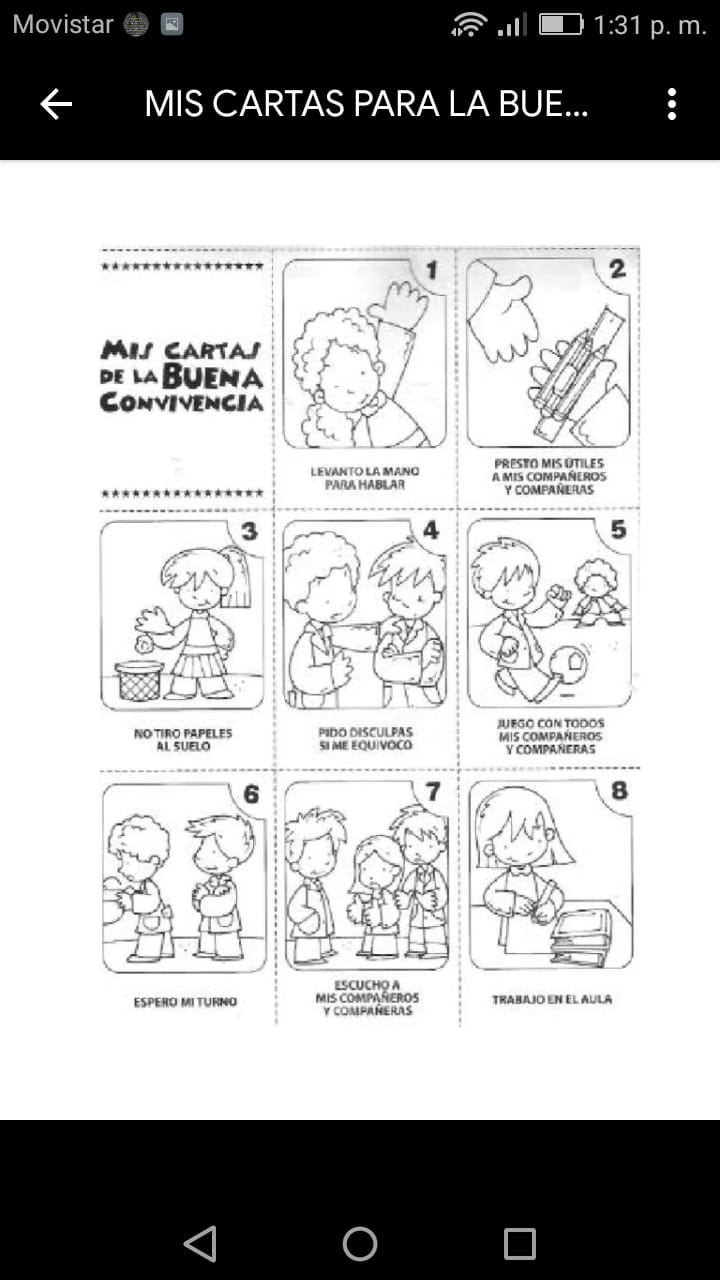 Movistar 1:31 p. m.
MIS CARTAS PARA LA BUE...
MIS CARTAS
DE LA BUENA
CONVIVENCIA
1
LEVANTO LA MANO
PARA HABLAR
2
PRESTO MIS ÚTILES
A MIS COMPAÑEROS
Y COMPAÑERAS
3
NO TIRO PAPELES
AL SUELO
4
PIDO DISCULPAS
SI ME EQUIVOCO
5
JUEGO CON TODOS
MIS COMPAÑEROS
Y COMPAÑERAS
6
ESPERO MI TURNO
7
ESCUCHO A
MIS COMPAÑEROS
Y COMPAÑERAS
8
TRABAJO EN EL AULA